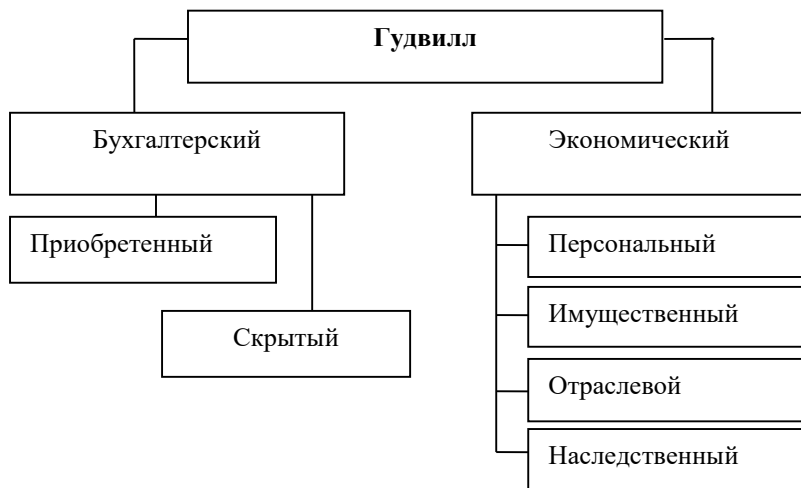 Гудвилл
Бухгалтерский
Экономический
Приобретенный
Персональный
Имущественный
Скрытый
Отраслевой
Наследственный